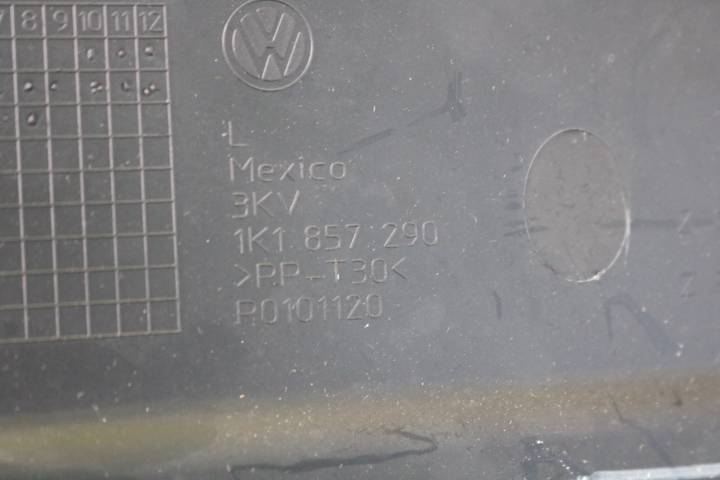 7 8 9 10 11 12
L
Mexico
3KV
1K1 857 290
>PP-T30<
R0101120